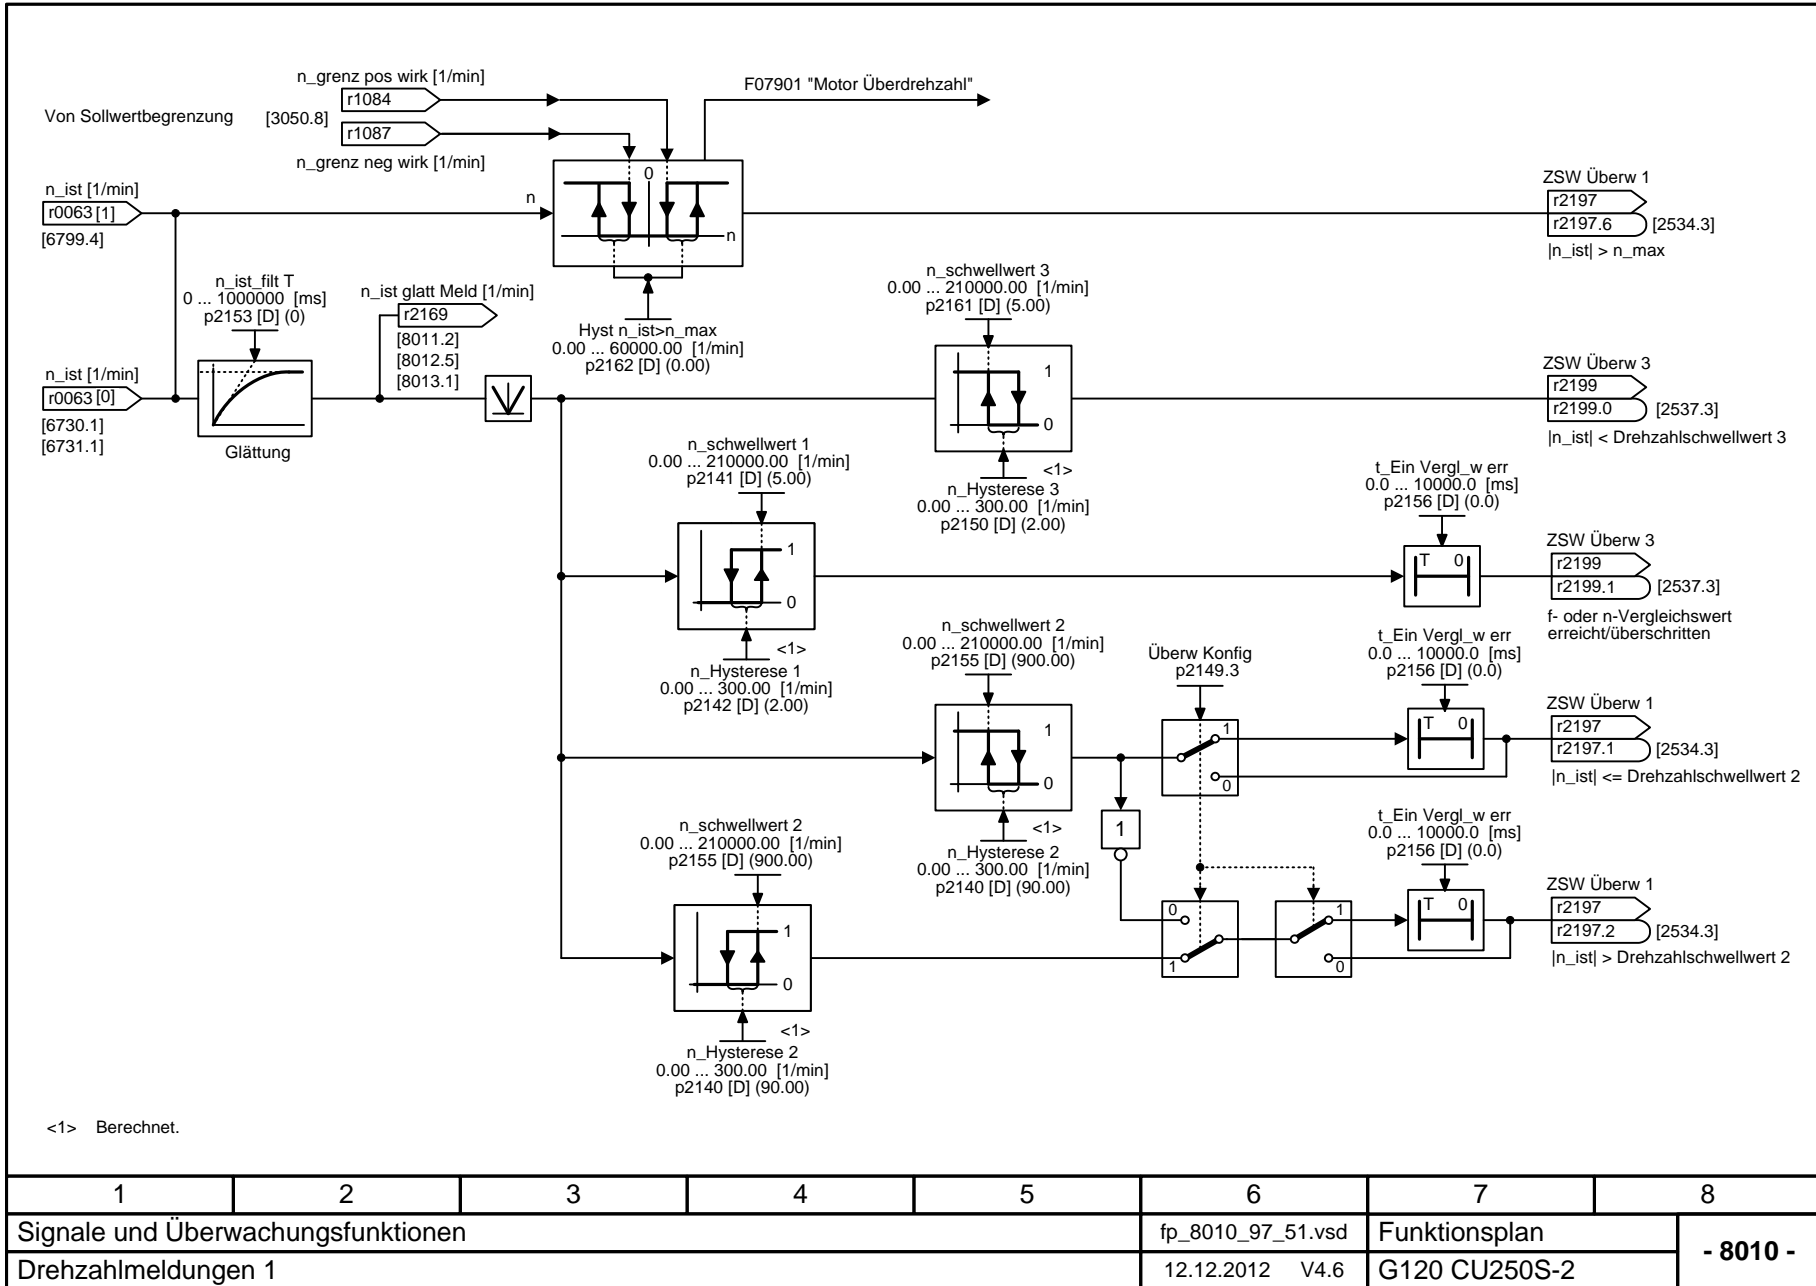 n_grenz pos wirk [1/min]
r1084
Von Sollwertbegrenzung
[3050.8]
r1087
n_grenz neg wirk [1/min]
F07901 "Motor Überdrehzahl"
n_ist [1/min]
r0063 [1]
[6799.4]
n
0
n
ZSW Überw 1
r2197
r2197.6
[2534.3]
|n_ist| > n_max
n_ist_filt T
0 ... 1000000 [ms]
p2153 [D] (0)
n_ist glatt Meld [1/min]
r2169
[8011.2]
[8012.5]
[8013.1]
Hyst n_ist>n_max
0.00 ... 60000.00 [1/min]
p2162 [D] (0.00)
n_schwellwert 3
0.00 ... 210000.00 [1/min]
p2161 [D] (5.00)
n_ist [1/min]
r0063 [0]
[6730.1]
[6731.1]
Glättung
1
0
ZSW Überw 3
r2199
r2199.0
[2537.3]
|n_ist| < Drehzahlschwellwert 3
<1>
n_Hysterese 3
0.00 ... 300.00 [1/min]
p2150 [D] (2.00)
n_schwellwert 1
0.00 ... 210000.00 [1/min]
p2141 [D] (5.00)
1
0
<1>
n_Hysterese 1
0.00 ... 300.00 [1/min]
p2142 [D] (2.00)
t_Ein Vergl_w err
0.0 ... 10000.0 [ms]
p2156 [D] (0.0)
T 0
ZSW Überw 3
r2199
r2199.1
[2537.3]
f- oder n-Vergleichswert
erreicht/überschritten
n_schwellwert 2
0.00 ... 210000.00 [1/min]
p2155 [D] (900.00)
1
0
<1>
n_Hysterese 2
0.00 ... 300.00 [1/min]
p2140 [D] (90.00)
Überw Konfig
p2149.3
1
0
1
t_Ein Vergl_w err
0.0 ... 10000.0 [ms]
p2156 [D] (0.0)
T 0
ZSW Überw 1
r2197
r2197.1
[2534.3]
|n_ist| <= Drehzahlschwellwert 2
n_schwellwert 2
0.00 ... 210000.00 [1/min]
p2155 [D] (900.00)
1
0
<1>
n_Hysterese 2
0.00 ... 300.00 [1/min]
p2140 [D] (90.00)
0
1
1
0
t_Ein Vergl_w err
0.0 ... 10000.0 [ms]
p2156 [D] (0.0)
T 0
ZSW Überw 1
r2197
r2197.2
[2534.3]
|n_ist| > Drehzahlschwellwert 2
<1> Berechnet.
1 2 3 4 5 6 7 8
Signale und Überwachungsfunktionen
fp_8010_97_51.vsd
Funktionsplan
- 8010 -
Drehzahlmeldungen 1
12.12.2012 V4.6
G120 CU250S-2